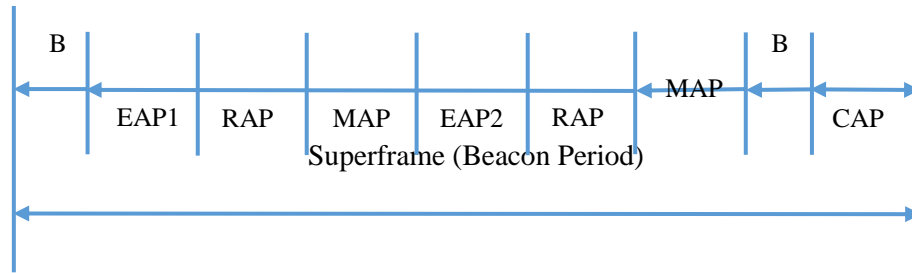 B B
MAP
EAP1 RAP MAP EAP2 RAP CAP
Superframe (Beacon Period)